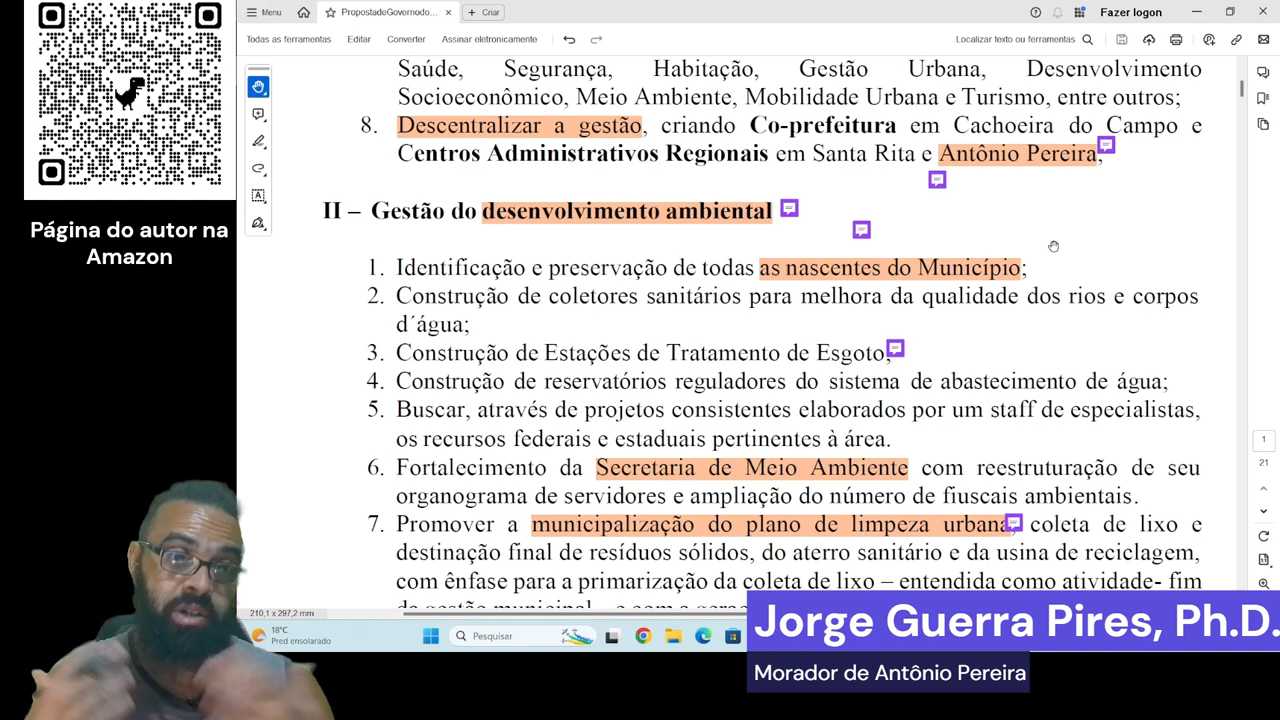 Menu
PropostadeGovernodo...
Criar
Fazer logon
Todas as ferramentas
Editar
Converter
Assinar eletronicamente
Localizar texto ou ferramentas
Saúde, Segurança, Habitação, Gestão Urbana, Desenvolvimento
Socioeconômico, Meio Ambiente, Mobilidade Urbana e Turismo, entre outros;
8. Descentralizar a gestão, criando Co-prefeitura em Cachoeira do Campo e
Centros Administrativos Regionais em Santa Rita e Antônio Pereira;
II – Gestão do desenvolvimento ambiental
1. Identificação e preservação de todas as nascentes do Município;
2. Construção de coletores sanitários para melhora da qualidade dos rios e corpos
d´água;
3. Construção de Estações de Tratamento de Esgoto;
4. Construção de reservatórios reguladores do sistema de abastecimento de água;
5. Buscar, através de projetos consistentes elaborados por um staff de especialistas,
os recursos federais e estaduais pertinentes à área.
6. Fortalecimento da Secretaria de Meio Ambiente com reestruturação de seu
organograma de servidores e ampliação do número de fiuscais ambientais.
7. Promover a municipalização do plano de limpeza urbana, coleta de lixo e
destinação final de resíduos sólidos, do aterro sanitário e da usina de reciclagem,
com ênfase para a primarização da coleta de lixo – entendida como atividade- fim
1
21
210,1 x 297,2 mm
18°C
Pred ensolarado
Pesquisar
Página do autor na
Amazon
Jorge Guerra Pires, Ph.D.
Morador de Antônio Pereira